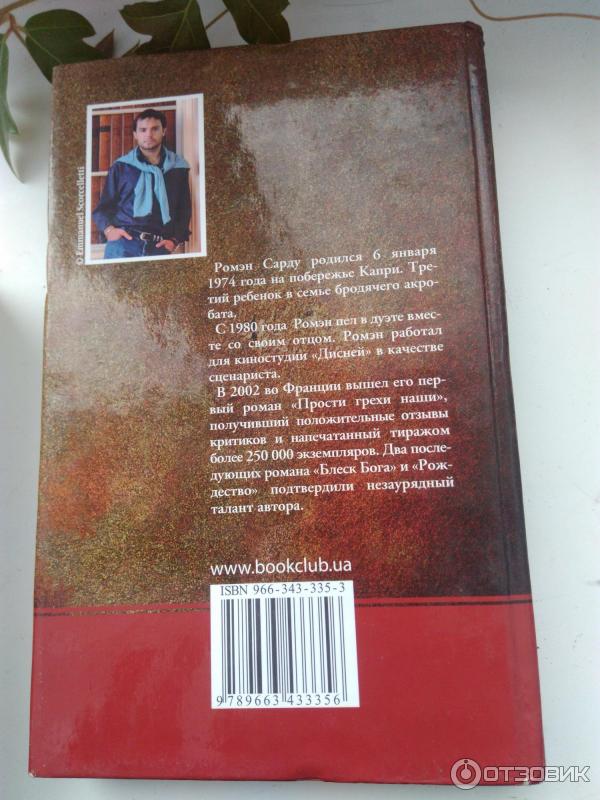 © Emmanuel Scorcelletti
Ромэн Сарду родился 6 января
1974 года на побережье Капри. Тре-
тий ребенок в семье бродячего акро-
бата.
С 1980 года Ромэн пел в дуэте вмес-
те со своим отцом. Ромэн работал
для киностудии «Дисней» в качестве
сценариста.
В 2002 во Франции вышел его пер-
вый роман «Прости грехи наши»,
получивший положительные отзывы
критиков и напечатанный тиражом
более 250 000 экземпляров. Два после-
дующих романа «Блеск Бога» и «Рож-
дество» подтвердили незаурядный
талант автора.
www.bookclub.ua
ISBN 966-343-335-3
9 789663 433356
ОТЗОВИК